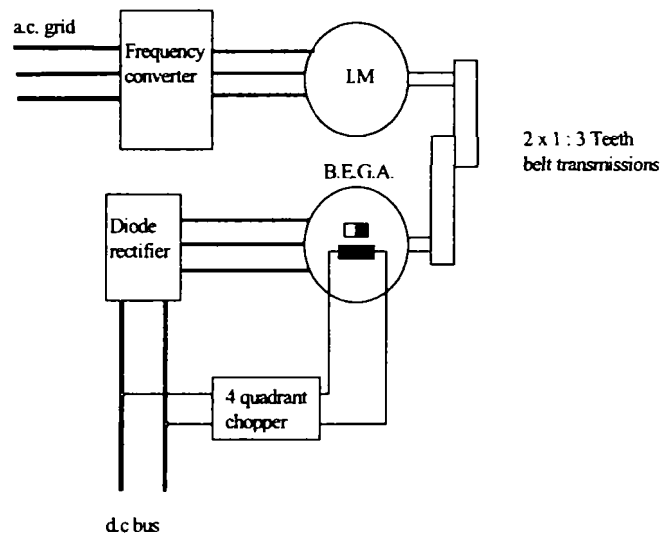 a.c. grid
Frequency
converter
I.M
2 x 1 : 3 Teeth
belt transmissions
B.E.G.A.
Diode
rectifier
4 quadrant
chopper
d.c bus